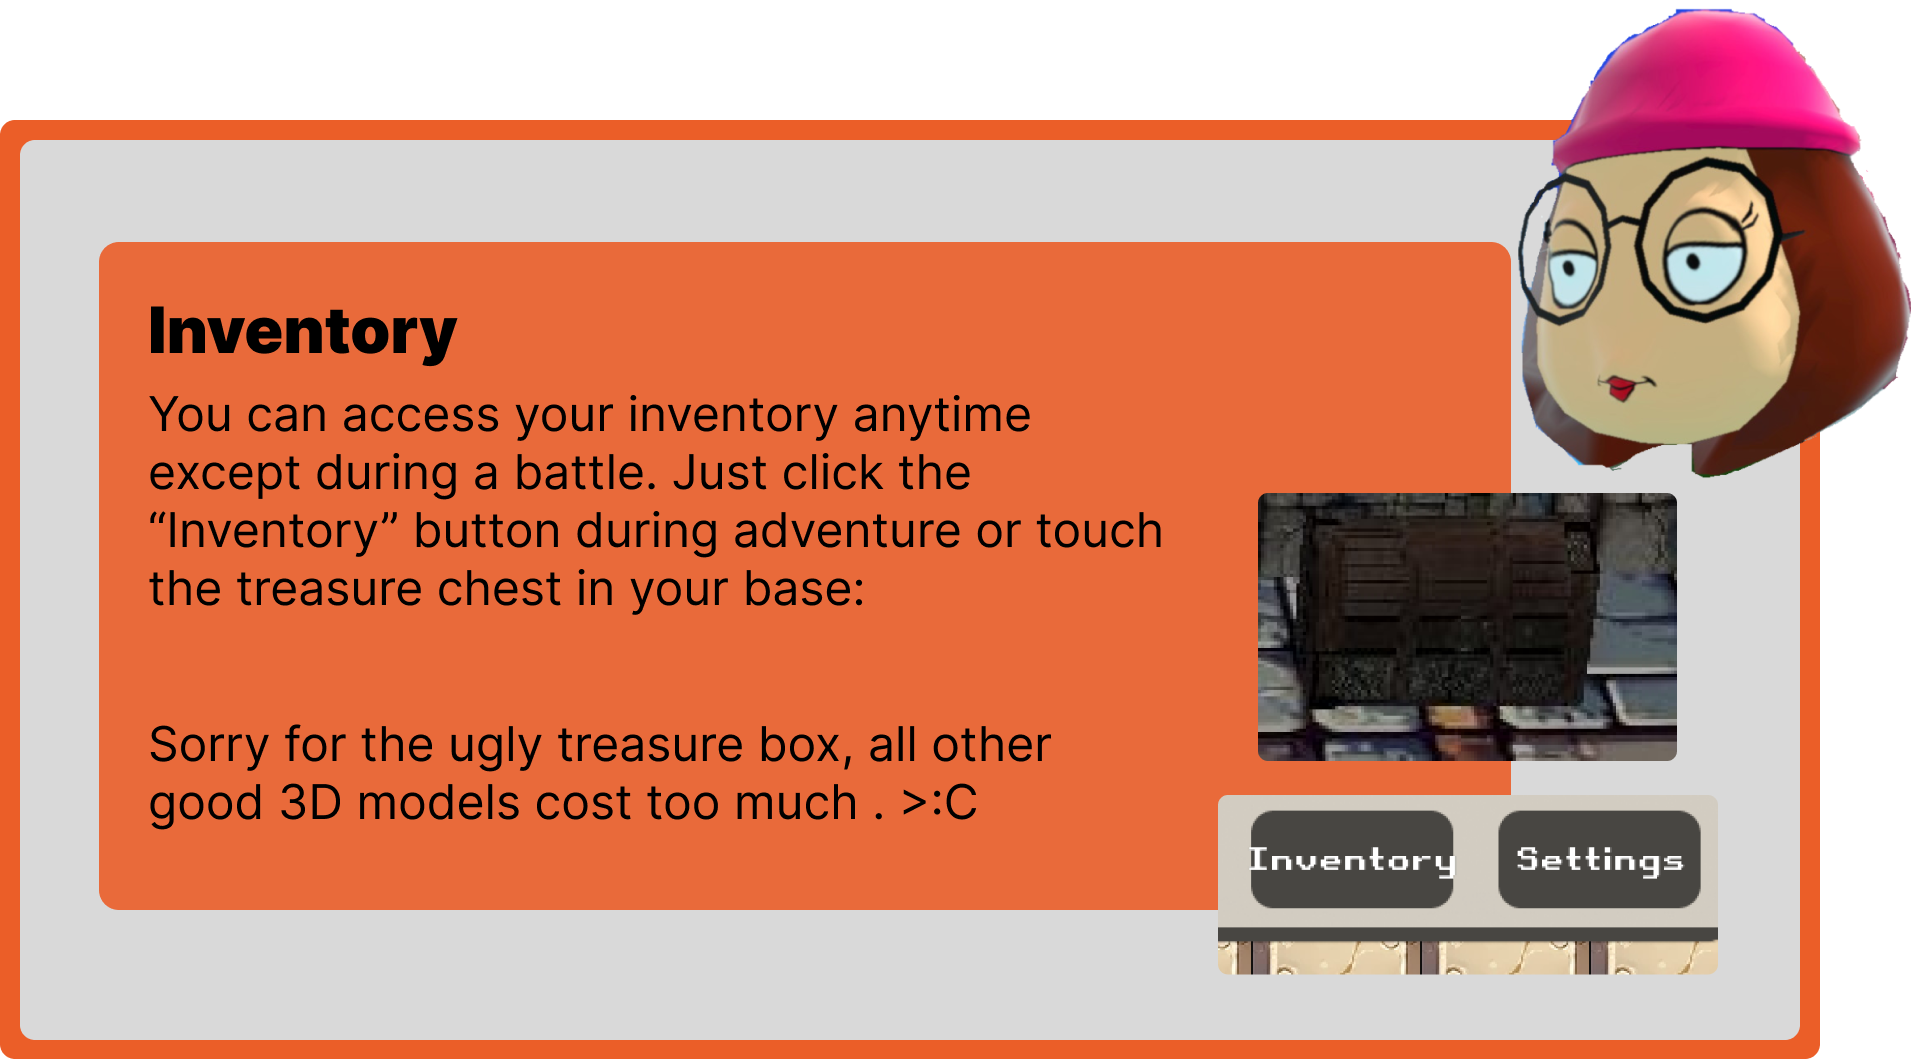 Inventory
You can access your inventory anytime
except during a battle. Just click the
“Inventory” button during adventure or touch
the treasure chest in your base:
Sorry for the ugly treasure box, all other
good 3D models cost too much . >:C
Inventory
Settings